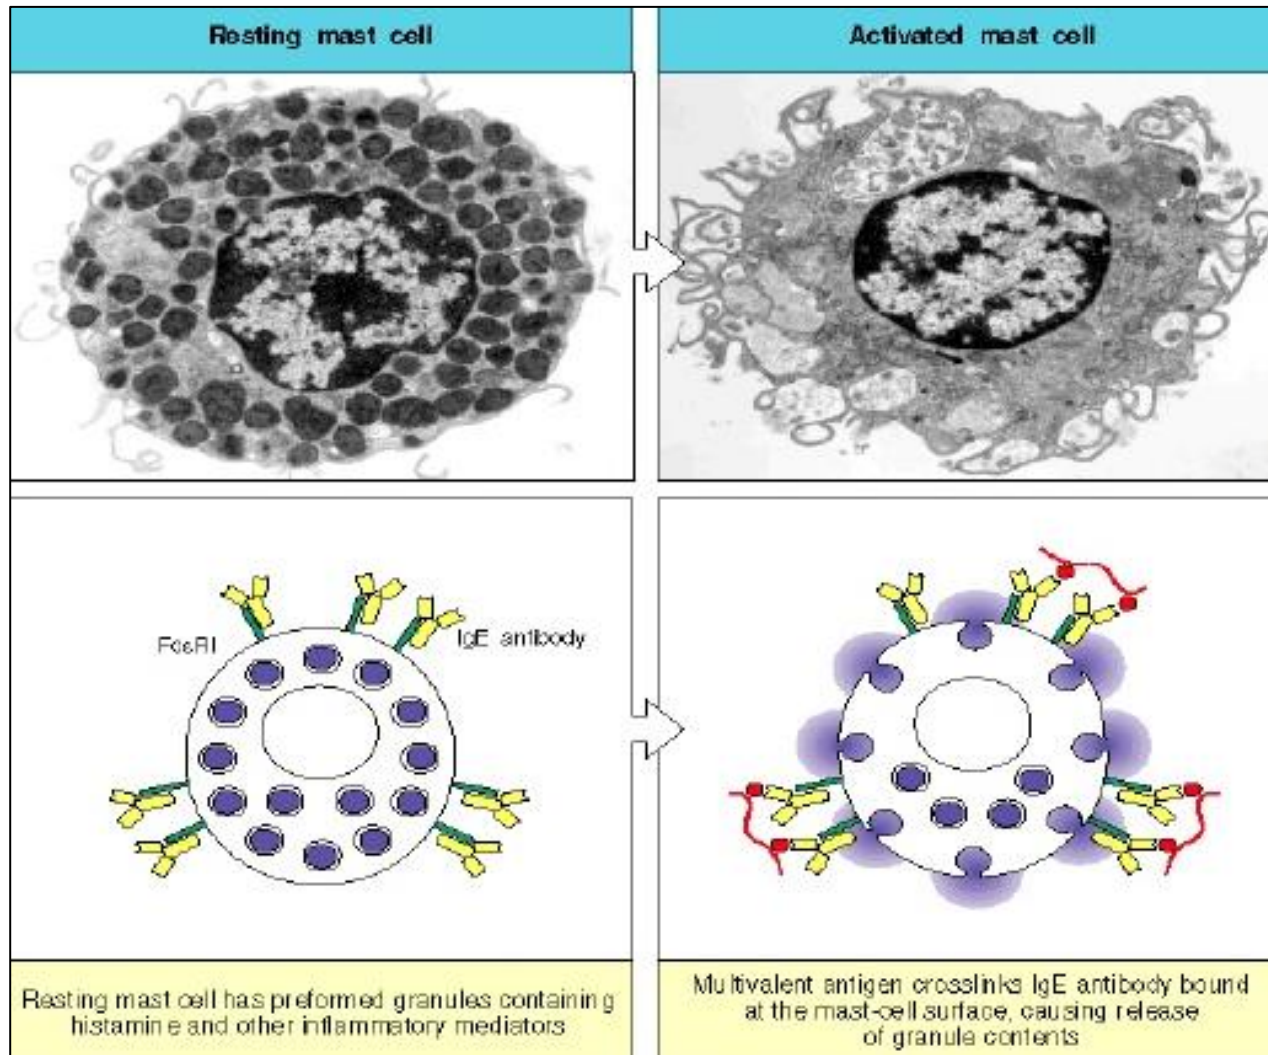 Resting mast cell
Activated mast cell
FcεRI
IgE antibody
Resting mast cell has preformed granules containing
histamine and other inflammatory mediators
Multivalent antigen crosslinks IgE antibody bound
at the mast-cell surface, causing release
of granule contents